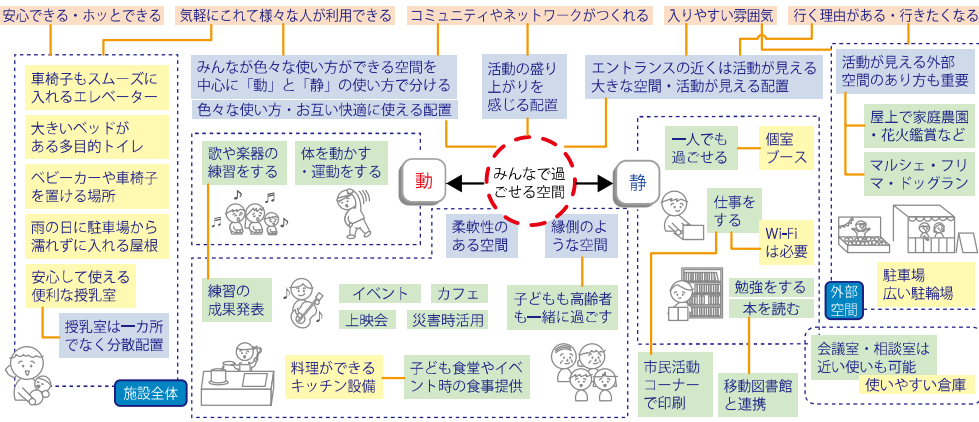 安心できる・ホッとできる
気軽にこれて様々な人が利用できる
コミュニティやネットワークがつくれる
入りやすい雰囲気
行く理由がある・行きたくなる
車椅子もスムーズに
入れるエレベーター
大きいベッドが
ある多目的トイレ
ベビーカーや車椅子
を置ける場所
雨の日に駐車場から
濡れずに入れる屋根
安心して使える
便利な授乳室
授乳室は一カ所
でなく分散配置
施設全体
みんなが色々な使い方ができる空間を
中心に「動」と「静」の使い方で分ける
色々な使い方・お互い快適に使える配置
活動の盛り
上がりを
感じる配置
エントランスの近くは活動が見える
大きな空間・活動が見える配置
歌や楽器の
練習をする
体を動かす
・運動をする
動
みんなで過
ごせる空間
静
柔軟性の
ある空間
縁側のよ
うな空間
練習の
成果発表
イベント
カフェ
上映会
災害時活用
子どもも高齢者
も一緒に過ごす
料理ができる
キッチン設備
子ども食堂やイベ
ント時の食事提供
一人でも
過ごせる
個室
ブース
仕事を
する
Wi-Fi
は必要
勉強をする
本を読む
市民活動
コーナー
で印刷
移動図書館
と連携
活動が見える外部
空間のあり方も重要
屋上で家庭農園
・花火鑑賞など
マルシェ・フリ
マ・ドッグラン
駐車場
広い駐輪場
外部
空間
会議室・相談室は
近い使いも可能
使いやすい倉庫